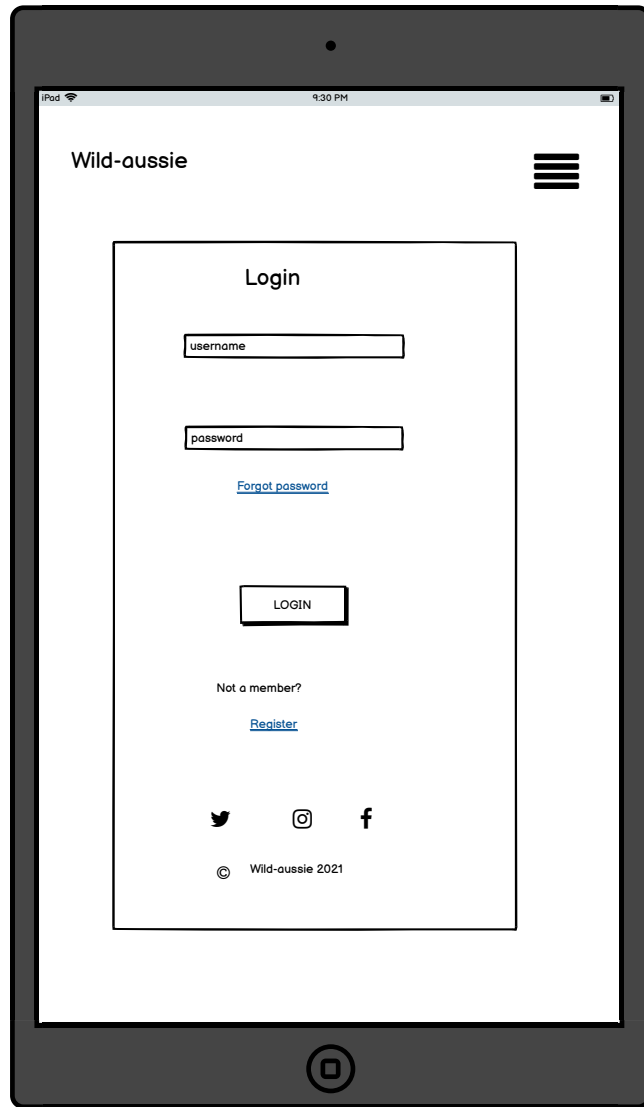 iPad 9:30 PM
Wild-aussie
Login
username
password
Forgot password
LOGIN
Not a member?
Register
© Wild-aussie 2021